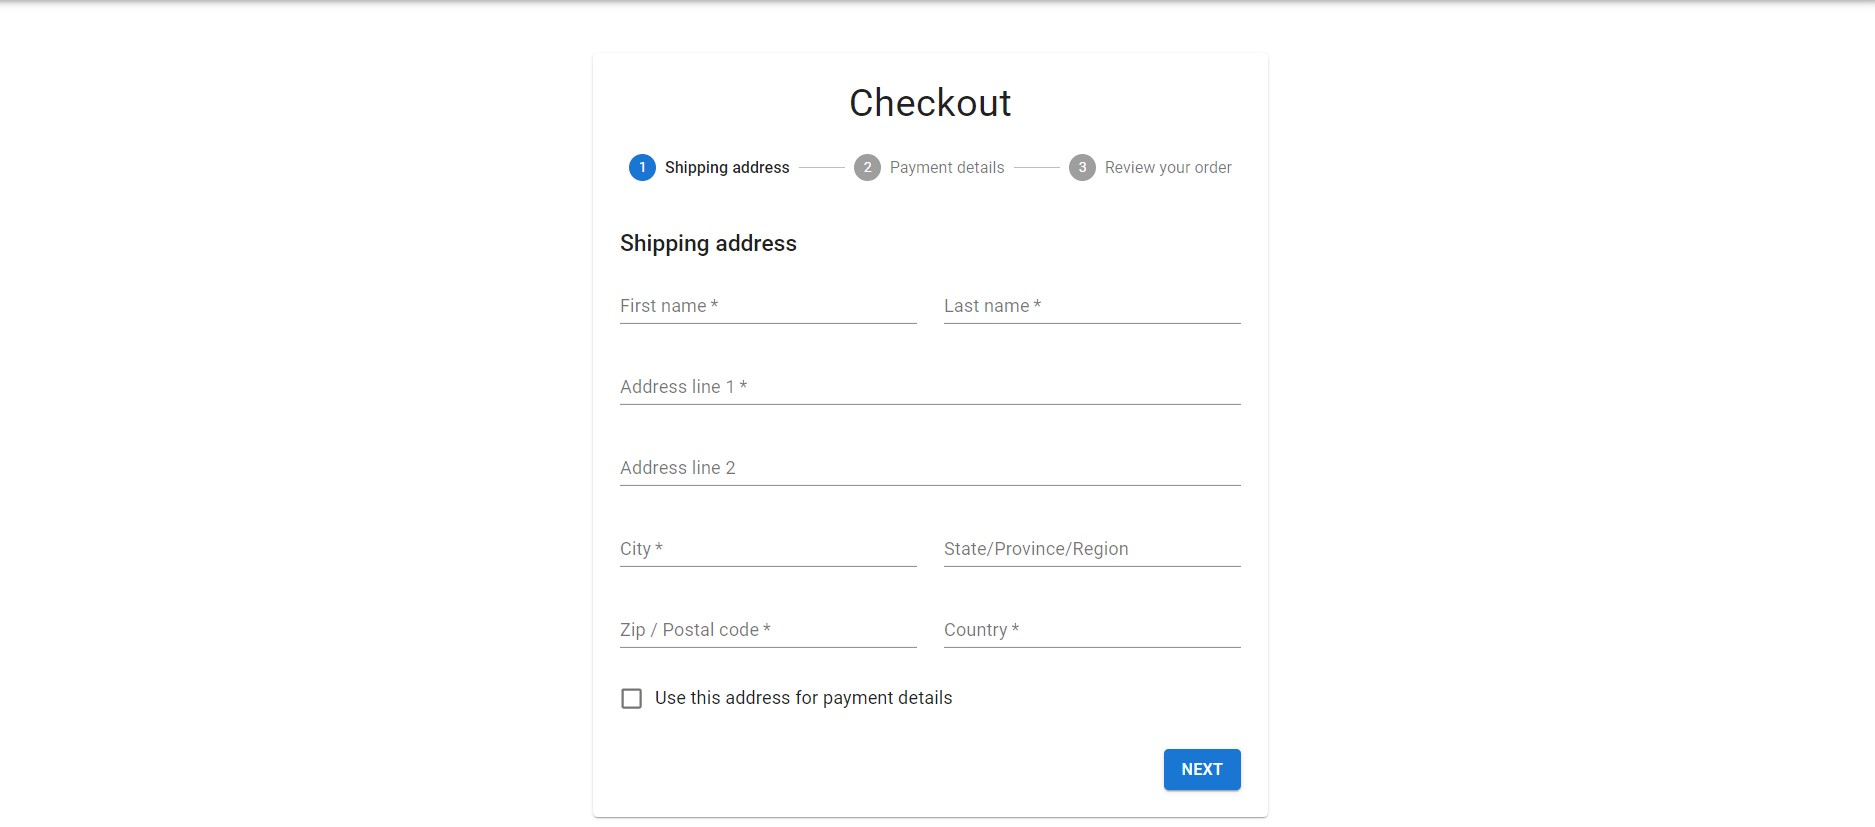 Checkout
1 Shipping address 2 Payment details 3 Review your order
Shipping address
First name * Last name *
Address line 1 *
Address line 2
City * State/Province/Region
Zip / Postal code * Country *
Use this address for payment details
NEXT